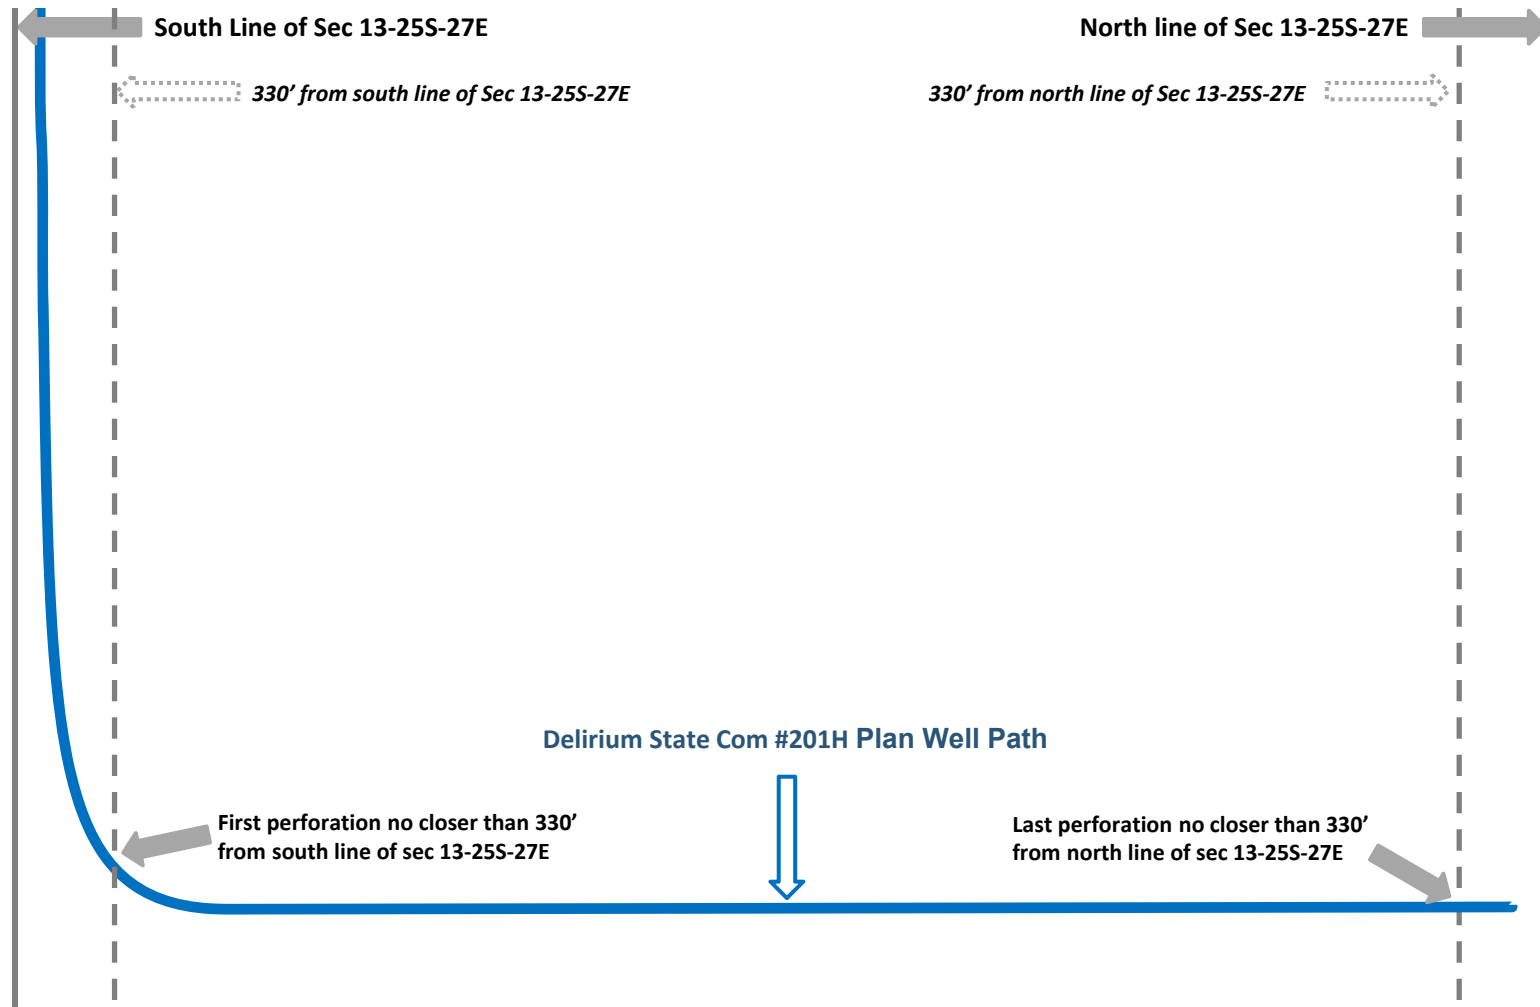 South Line of Sec 13-25S-27E
North line of Sec 13-25S-27E
330’ from south line of Sec 13-25S-27E
330’ from north line of Sec 13-25S-27E
Delirium State Com #201H Plan Well Path
First perforation no closer than 330’
from south line of sec 13-25S-27E
Last perforation no closer than 330’
from north line of sec 13-25S-27E